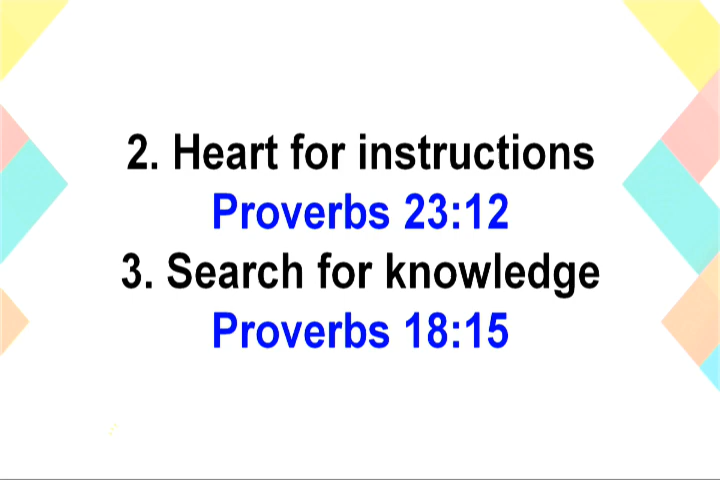 2. Heart for instructions
Proverbs 23:12
3. Search for knowledge
Proverbs 18:15